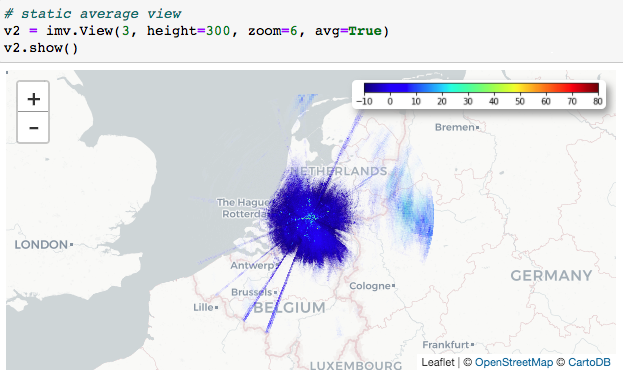 # static average view
v2 = imv.View(3, height=300, zoom=6, avg=True)
v2.show()
+
-
−10 0 10 20 30 40 50 60 70 80
Bremen
NETHERLANDS
The Hague
Rotterda
LONDON
Antwerp
Brussels
Lille
BELGIUM
Cologne
GERMANY
Frankfurt
LUXEMBOURG
Leaflet | © OpenStreetMap © CartoDB